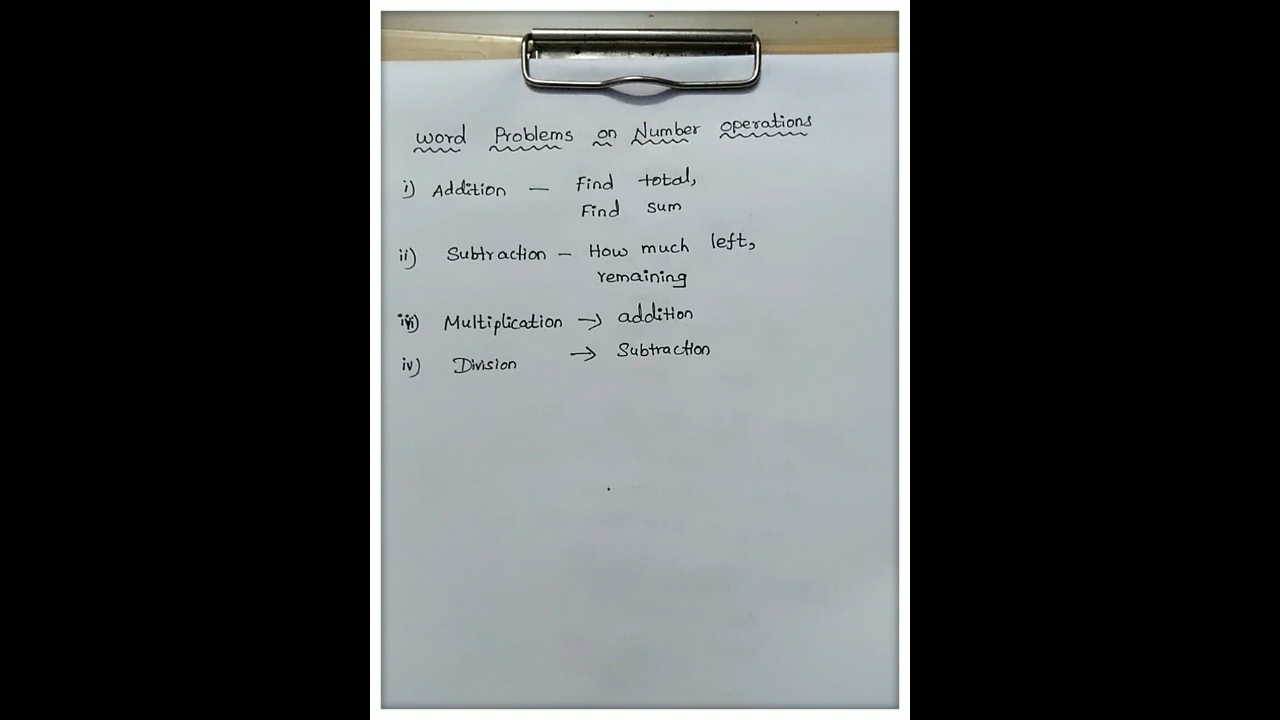 Word Problems on Number operations
i) Addition — Find total,
Find sum
ii) Subtraction — How much left,
remaining
iii) Multiplication → addition
iv) Division → Subtraction